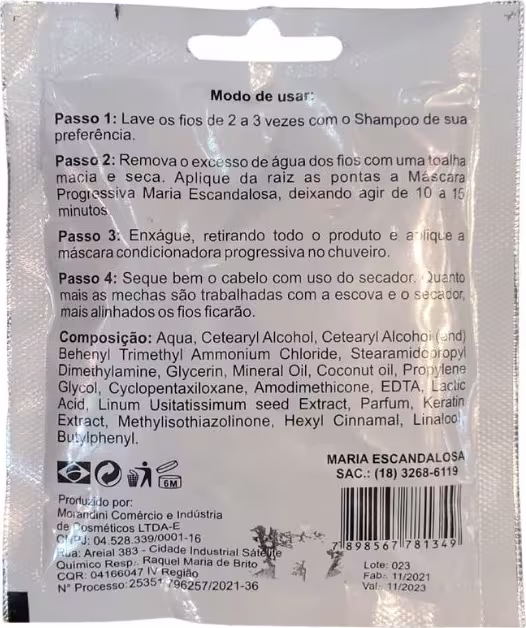 Modo de usar:
Passo 1: Lave os fios de 2 a 3 vezes com o Shampoo de sua
preferência.
Passo 2: Remova o excesso de água dos fios com uma toalha
macia e seca. Aplique da raiz as pontas a Máscara
Progressiva Maria Escandalosa, deixando agir de 10 a 15
minutos.
Passo 3: Enxágue, retirando todo o produto e aplique a
máscara condicionadora progressiva no chuveiro.
Passo 4: Seque bem o cabelo com uso do secador. Quanto
mais as mechas são trabalhadas com a escova e o secador,
mais alinhados os fios ficarão.
Composição: Aqua, Cetearyl Alcohol, Cetearyl Alcohol (and)
Behenyl Trimethyl Ammonium Chloride, Stearamidopropyl
Dimethylamine, Glycerin, Mineral Oil, Coconut oil, Propylene
Glycol, Cyclopentaxiloxane, Amodimethicone, EDTA, Lactic
Acid, Linum Usitatissimum seed Extract, Parfum, Keratin
Extract, Methylisothiazolinone, Hexyl Cinnamal, Linalool,
Butylphenyl.
6M
MARIA ESCANDALOSA
SAC.: (18) 3268-6119
Produzido por:
Morandini Comércio e Indústria
de Cosméticos LTDA-E
CNPJ: 04.528.339/0001-16
Rua: Areial 383 - Cidade Industrial Satélite
Químico Resp.: Raquel Maria de Brito
CQR: 04166047 IV Região
N° Processo: 25351.796257/2021-36
7 898567 781349
Lote: 023
Fab.: 11/2021
Val.: 11/2023